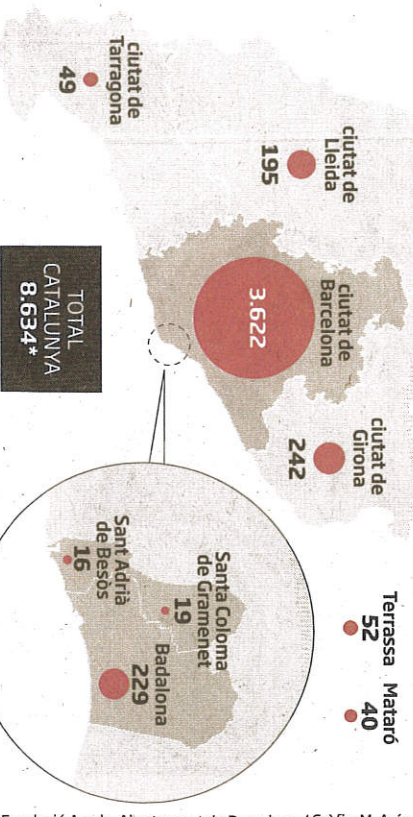 ciutat de
Tarragona
49
ciutat de
Lleida
195
ciutat de
Barcelona
3.622
ciutat de
Girona
242
TOTAL
CATALUNYA
8.634*
Terrassa
52
Mataró
40
Santa Coloma
de Gramenet
19
Badalona
229
Sant Adrià
de Besòs
16